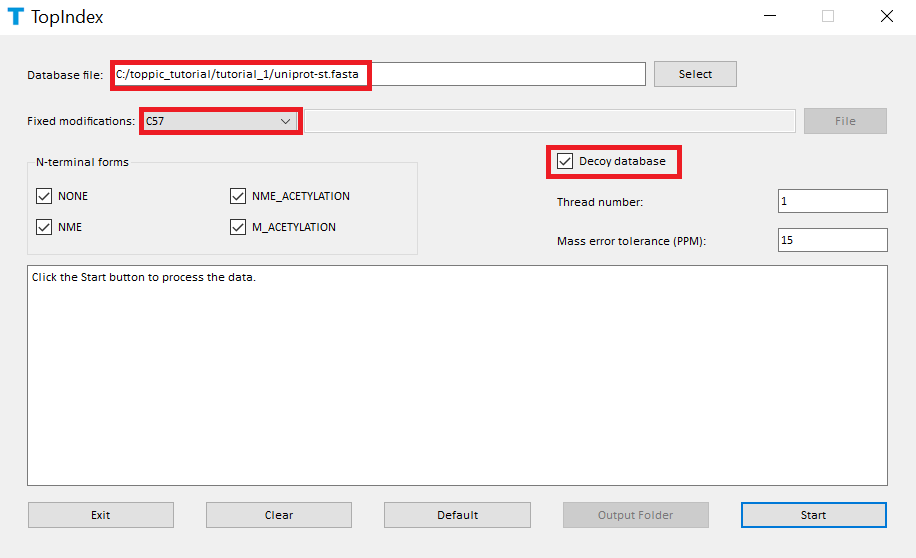 TopIndex
Database file: C:/toppic_tutorial/tutorial_1/uniprot-st.fasta Select
Fixed modifications: C57 File
N-terminal forms
Decoy database
NONE NME_ACETYLATION
Thread number: 1
NME M_ACETYLATION
Mass error tolerance (PPM): 15
Click the Start button to process the data.
Exit Clear Default Output Folder Start